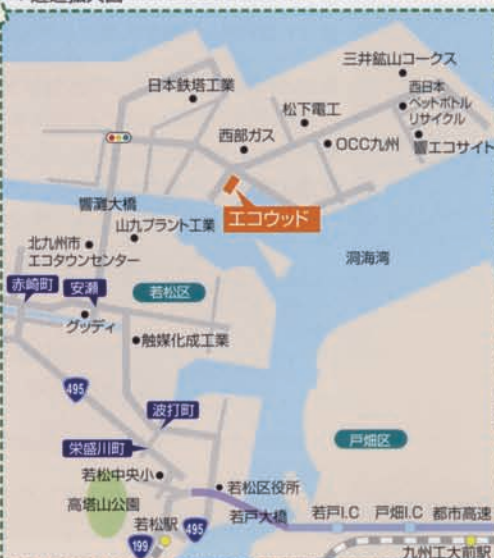 三井鉱山コークス
日本鉄塔工業
西日本
ペットボトル
リサイクル
松下電工
西部ガス
OCC九州
響エコサイト
エコウッド
響灘大橋
山九プラント工業
北九州市
エコタウンセンター
洞海湾
赤崎町
安瀬
若松区
グッディ
触媒化成工業
495
波打町
栄盛川町
戸畑区
若松中央小
若松区役所
高塔山公園
若戸大橋
若戸I.C
戸畑I.C
都市高速
若松駅
495
199
九州工大前駅